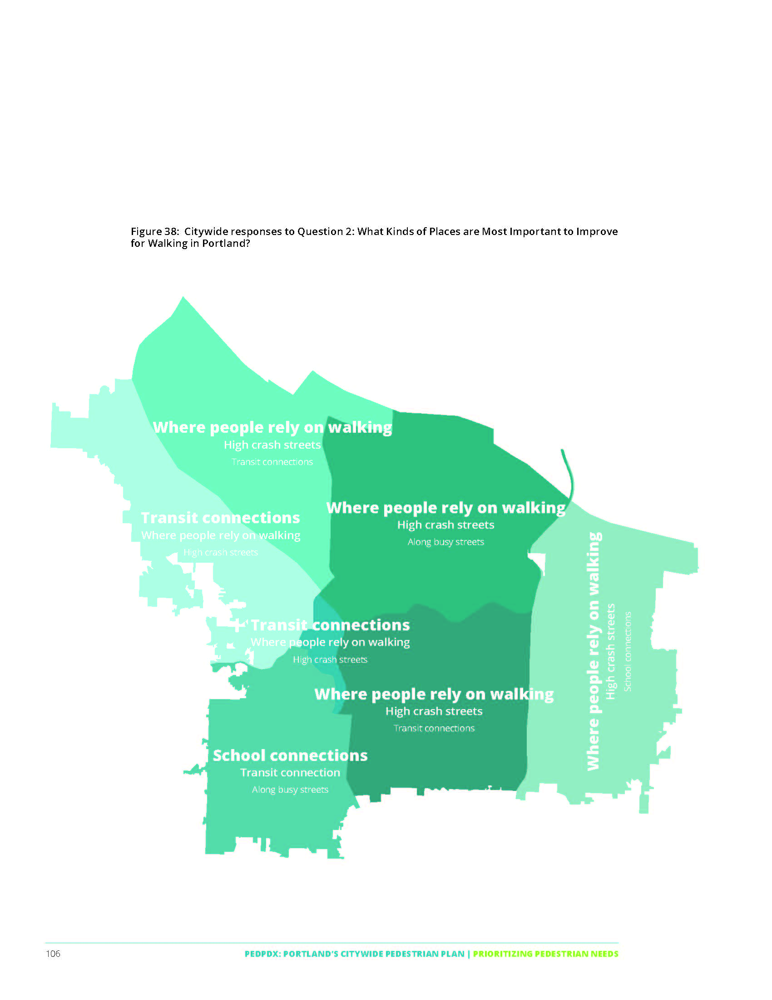 Figure 38: Citywide responses to Question 2: What Kinds of Places are Most Important to Improve
for Walking in Portland?
Where people rely on walking
High crash streets
Transit connections
Where people rely on walking
High crash streets
Along busy streets
Transit connections
Where people rely on walking
High crash streets
Where people rely on walking
High crash streets
School connections
Transit connections
Where people rely on walking
High crash streets
Where people rely on walking
High crash streets
Transit connections
School connections
Transit connection
Along busy streets
106
PEDPDX: PORTLAND'S CITYWIDE PEDESTRIAN PLAN | PRIORITIZING PEDESTRIAN NEEDS